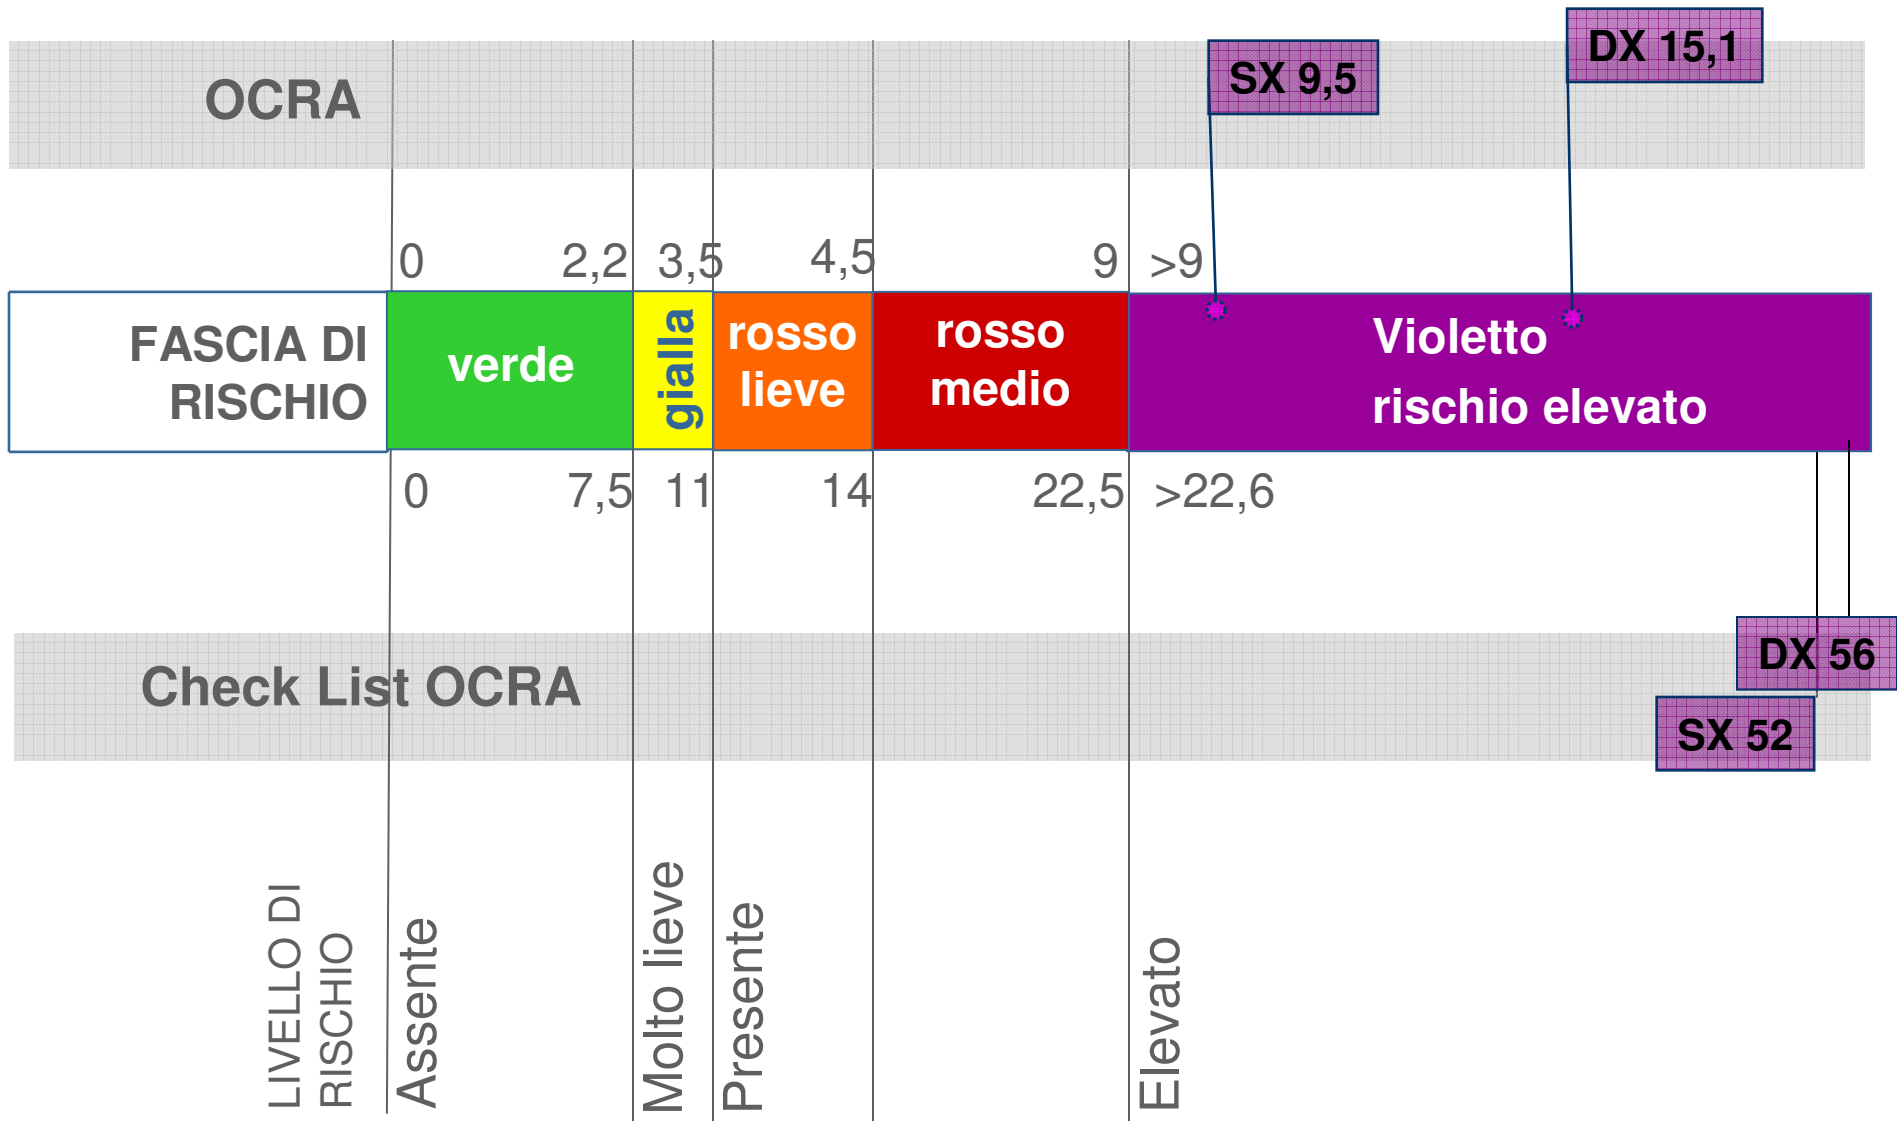 DX 15,1
SX 9,5
OCRA
0 2,2 3,5 4,5 9 >9
FASCIA DI
RISCHIO
verde
gialla
rosso
lieve
rosso
medio
Violetto
rischio elevato
0 7,5 11 14 22,5 >22,6
DX 56
Check List OCRA
SX 52
LIVELLO DI
RISCHIO
Assente
Molto lieve
Presente
Elevato